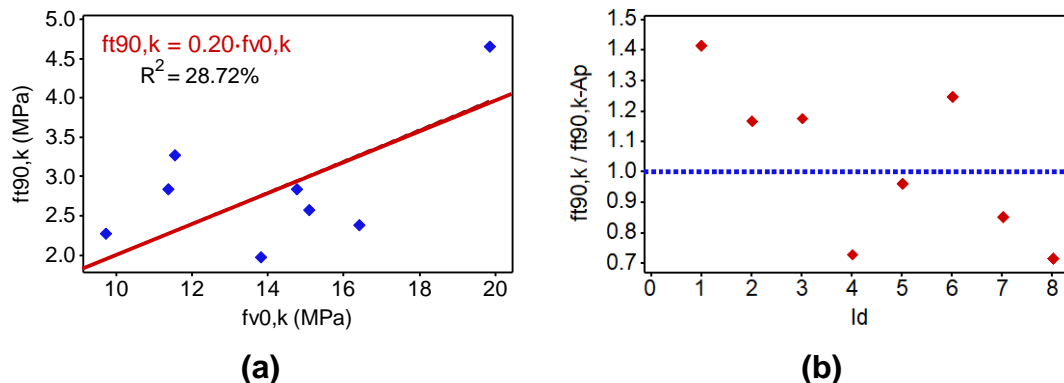 5.0
4.5
4.0
3.5
3.0
2.5
2.0
ft90,k (MPa)
ft90,k = 0.20·fv0,k
R² = 28.72%
10 12 14 16 18 20
fv0,k (MPa)
(a)
1.5
1.4
1.3
1.2
1.1
1.0
0.9
0.8
0.7
ft90,k / ft90,k-Ap
0 1 2 3 4 5 6 7 8
Id
(b)